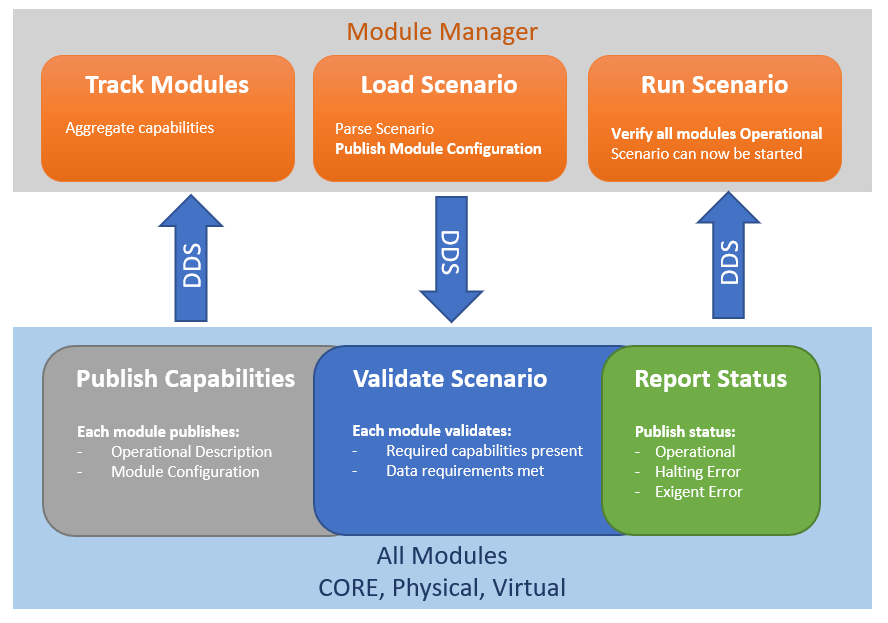 Module Manager
Track Modules
Aggregate capabilities
Load Scenario
Parse Scenario
Publish Module Configuration
Run Scenario
Verify all modules Operational
Scenario can now be started
DDS
DDS
DDS
Publish Capabilities
Each module publishes:
- Operational Description
- Module Configuration
Validate Scenario
Each module validates:
- Required capabilities present
- Data requirements met
Report Status
Publish status:
- Operational
- Halting Error
- Exigent Error
All Modules
CORE, Physical, Virtual